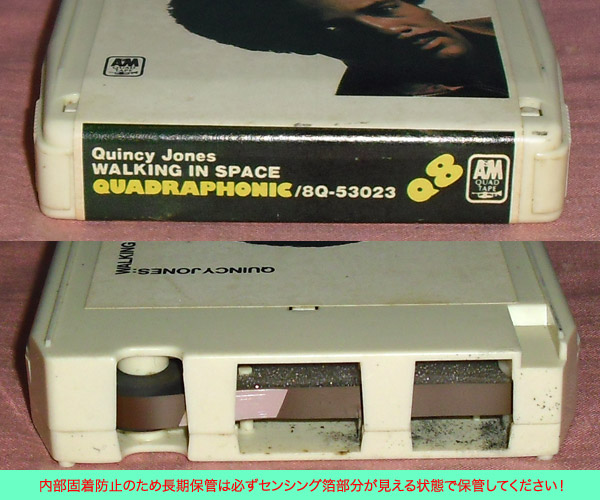 AM
Quincy Jones
WALKING IN SPACE
QUADRAPHONIC/8Q-53023
Q8
AM
QUAD
TAPE
WALKING
QUINCY JONES
内部固着防止のため長期保管は必ずセンシング箔部分が見える状態で保管してください!